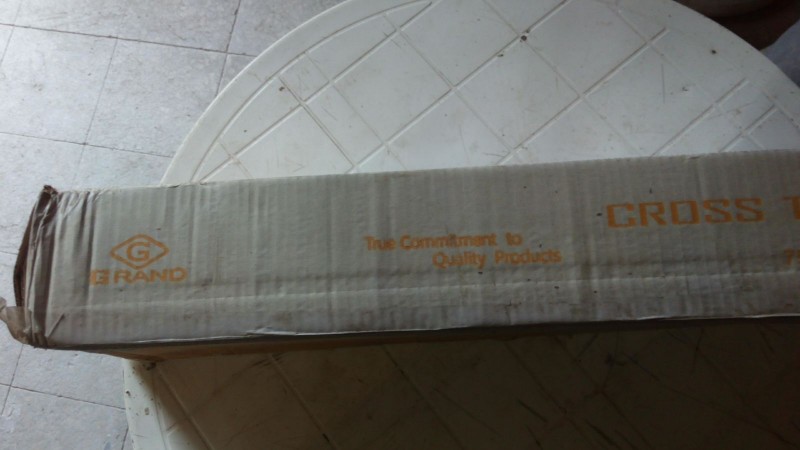 G
GRAND
True Commitment to
Quality Products
CROSS T